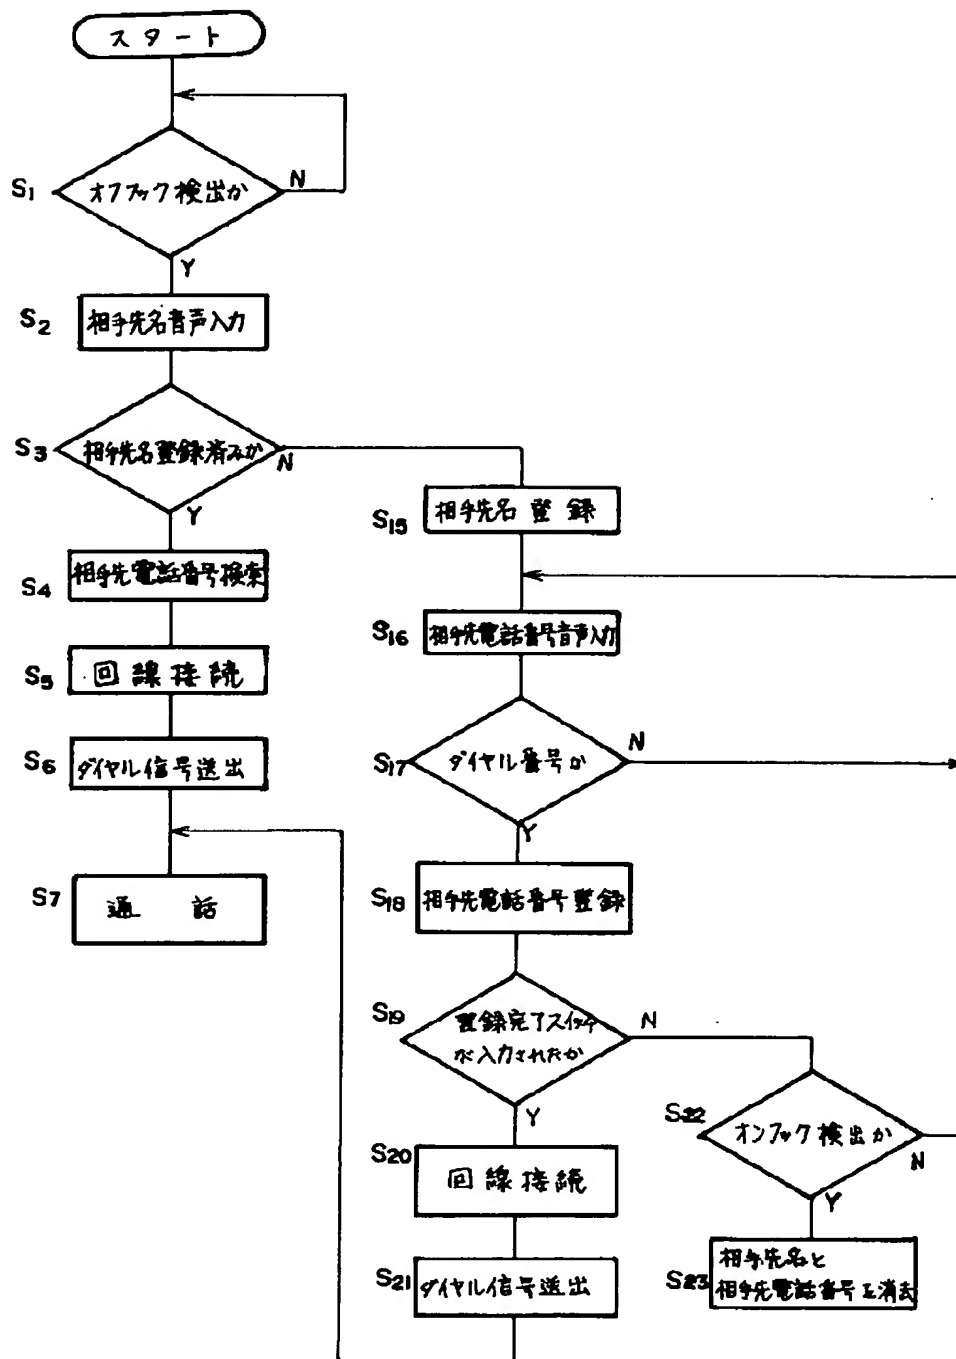 スタート
S1
オフフック検出か
N
Y
S2
相手先名音声入力
S3
相手先名登録済みか
N
Y
S4
相手先電話番号検索
S5
回線接続
S6
ダイヤル信号送出
S7
通話
S15
相手先名登録
S16
相手先電話番号音声入力
S17
ダイヤル番号か
N
Y
S18
相手先電話番号登録
S19
登録完了スイッチ
が入力されたか
N
Y
S20
回線接続
S21
ダイヤル信号送出
S22
オンフック検出か
N
Y
S23
相手先名と
相手先電話番号を消去